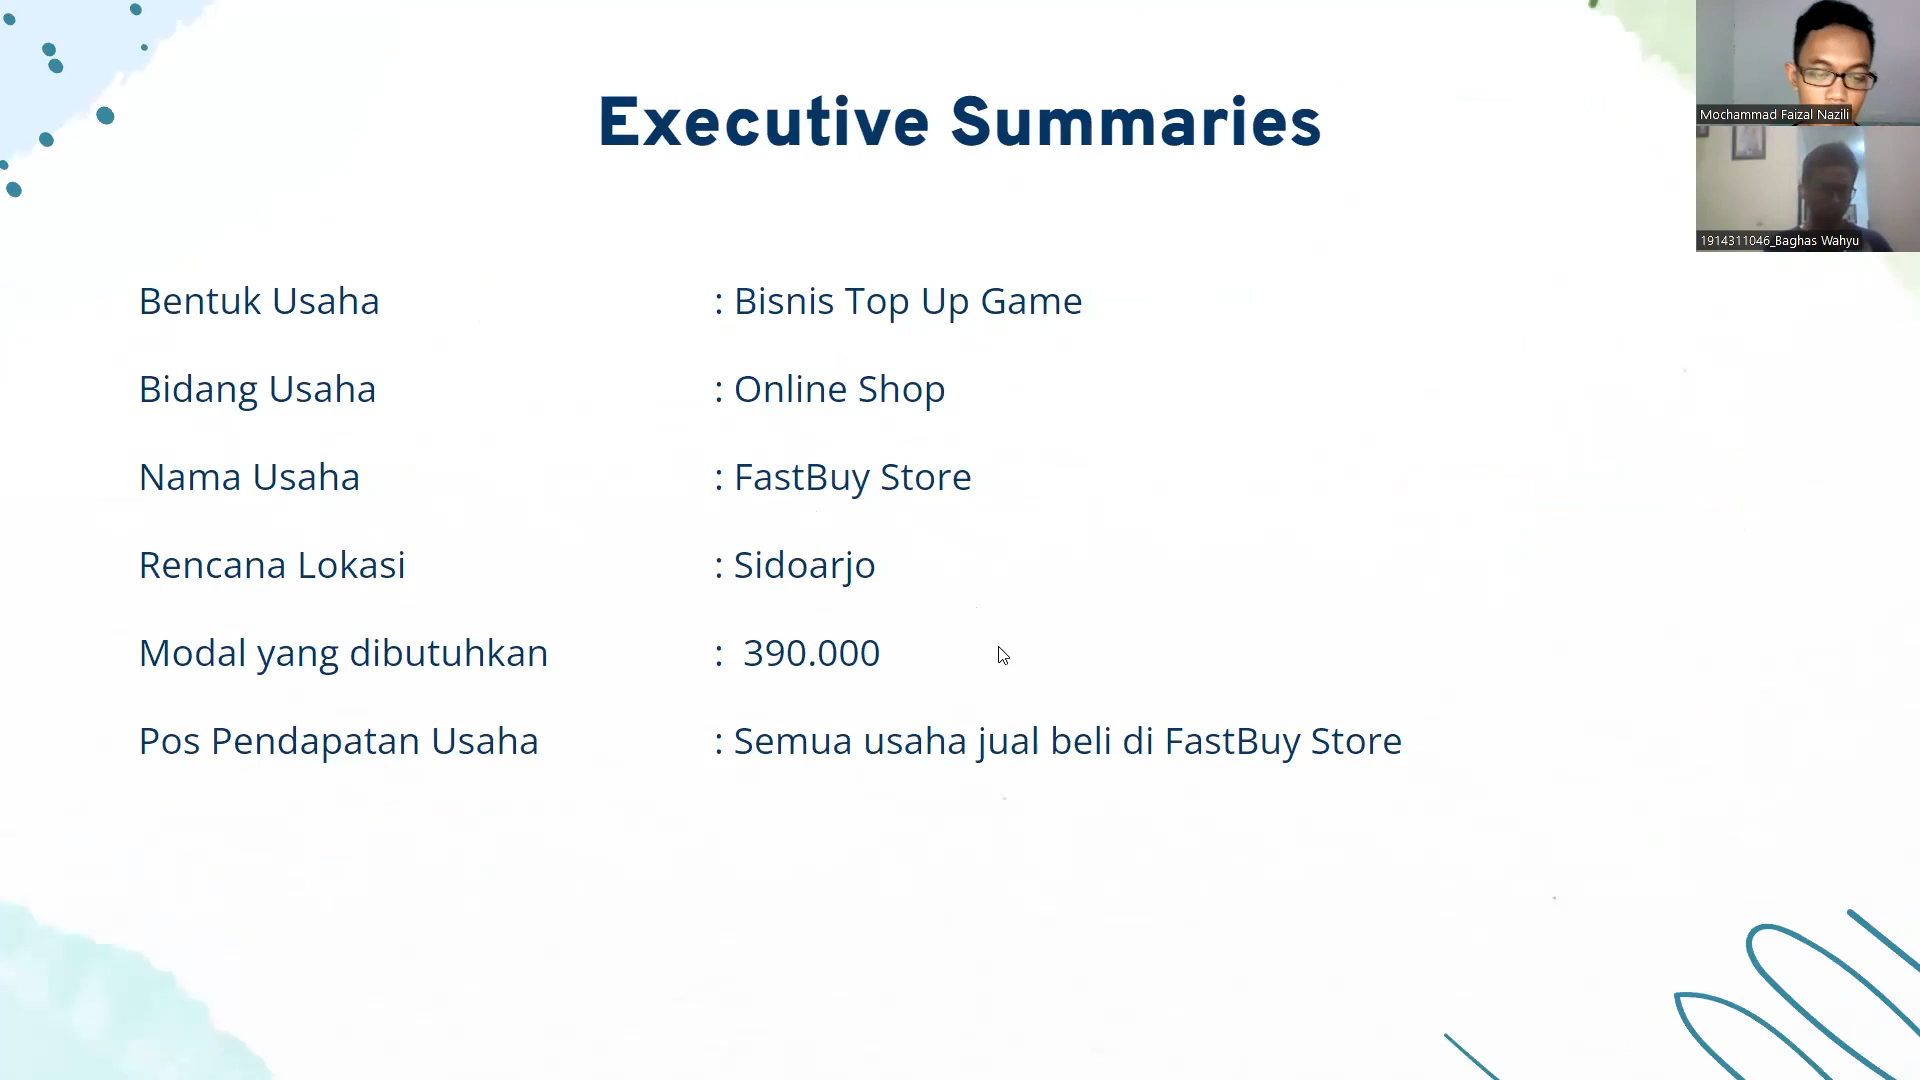 Executive Summaries
Mochammad Faizal Nazili
1914311046_Baghas Wahyu
Bentuk Usaha : Bisnis Top Up Game
Bidang Usaha : Online Shop
Nama Usaha : FastBuy Store
Rencana Lokasi : Sidoarjo
Modal yang dibutuhkan : 390.000
Pos Pendapatan Usaha : Semua usaha jual beli di FastBuy Store